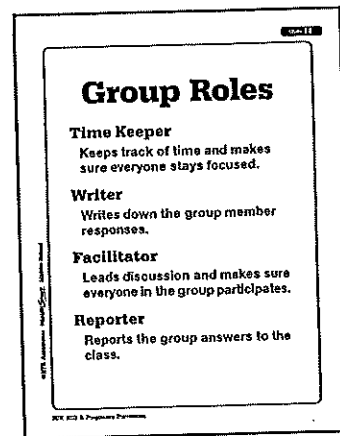 Group Roles
Time Keeper
Keeps track of time and makes
sure everyone stays focused.
Writer
Writes down the group member
responses.
Facilitator
Leads discussion and makes sure
everyone in the group participates.
Reporter
Reports the group answers to the
class.
& Pregnancy Prevention